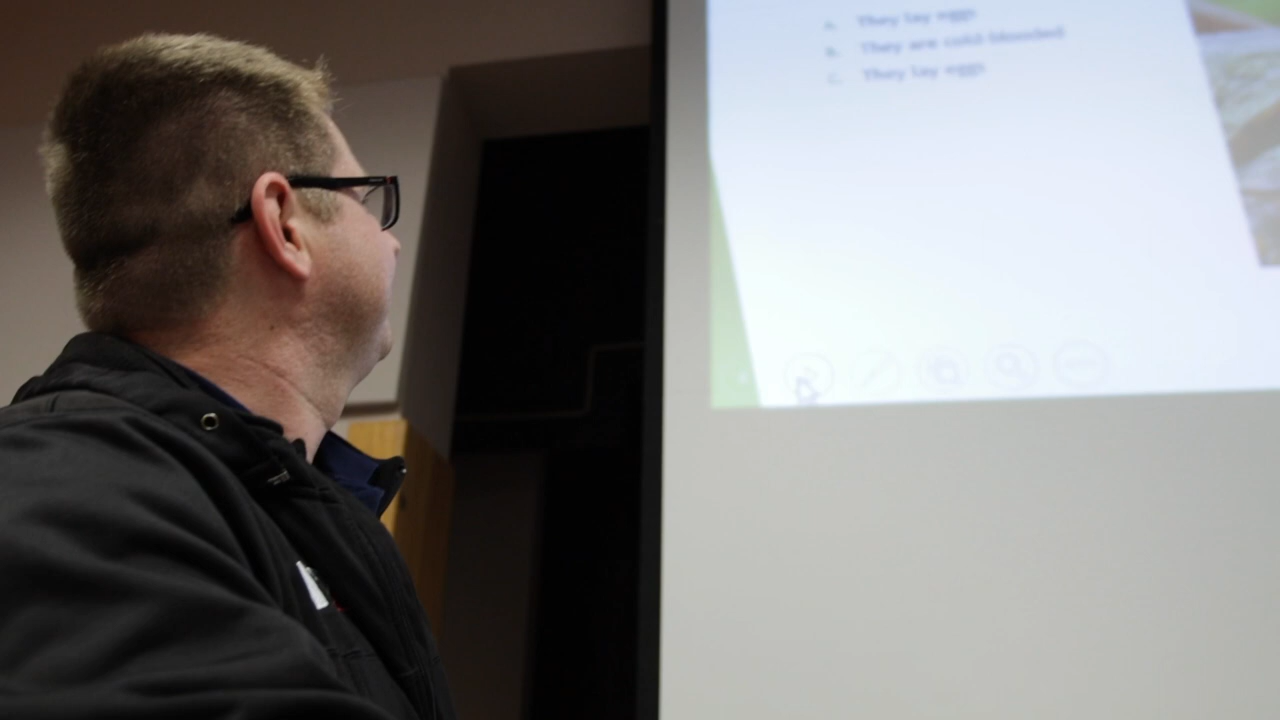 a. They lay eggs
b. They are cold-blooded
c. They lay eggs